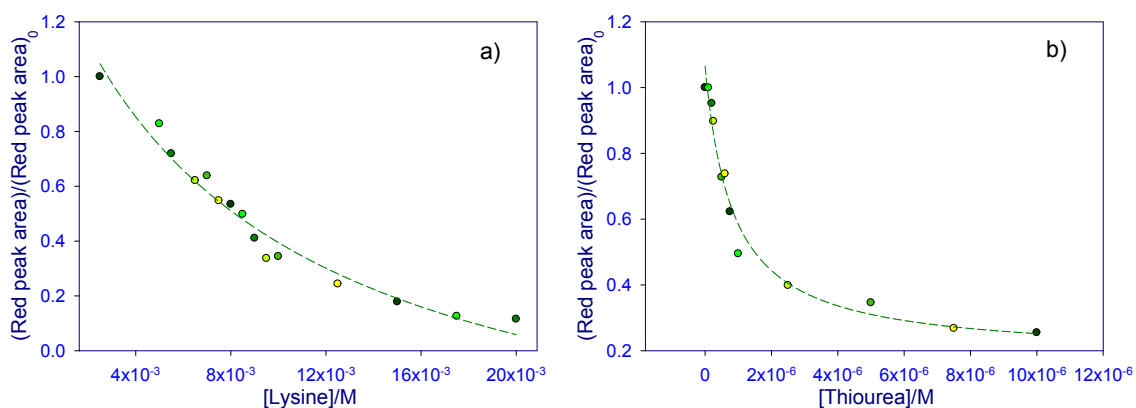 a)
(Red peak area)/(Red peak area)₀
1.2
1.0
0.8
0.6
0.4
0.2
0.0
4x10⁻³ 8x10⁻³ 12x10⁻³ 16x10⁻³ 20x10⁻³
[Lysine]/M
b)
(Red peak area)/(Red peak area)₀
1.2
1.0
0.8
0.6
0.4
0.2
0 2x10⁻⁶ 4x10⁻⁶ 6x10⁻⁶ 8x10⁻⁶ 10x10⁻⁶ 12x10⁻⁶
[Thiourea]/M